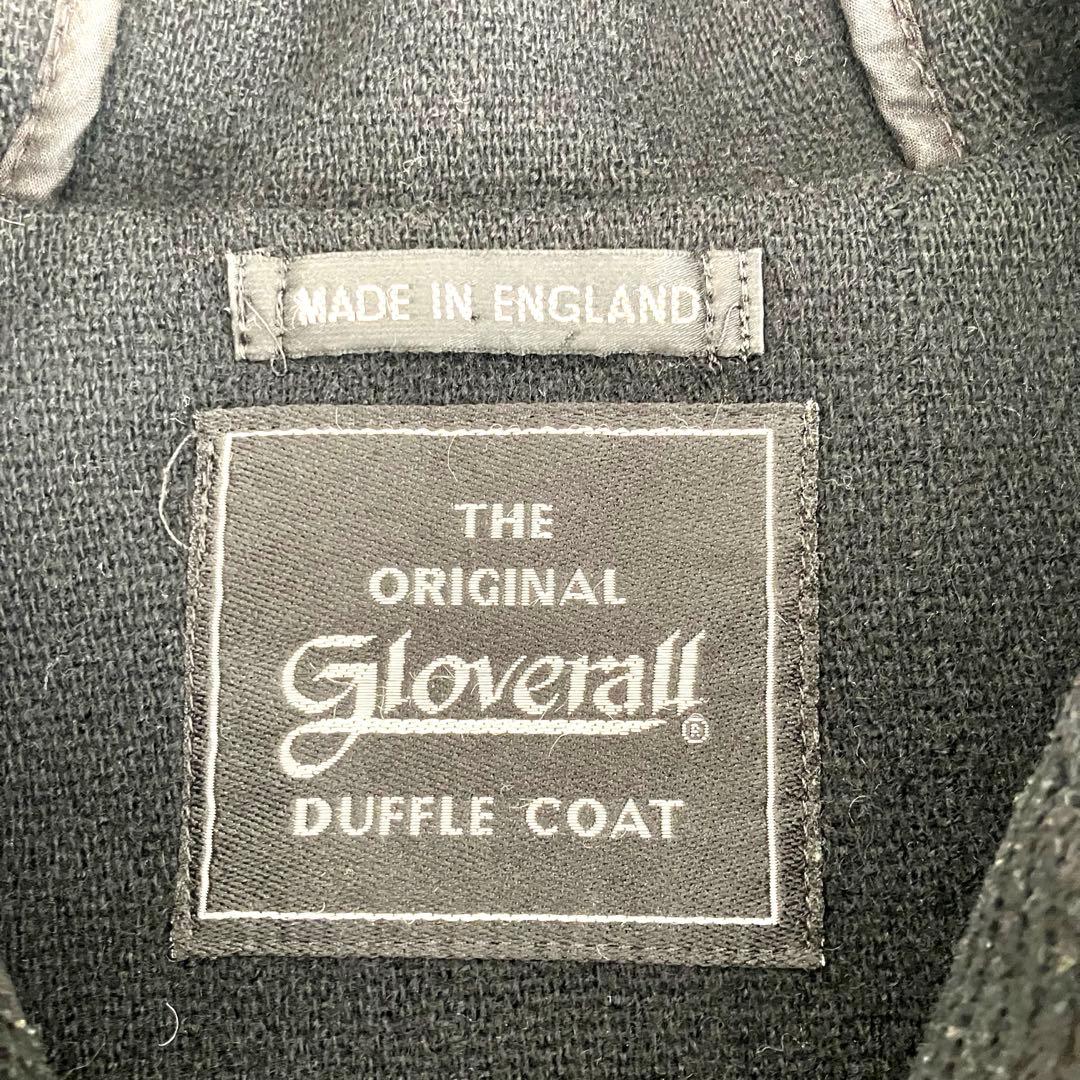 MADE IN ENGLAND
THE
ORIGINAL
Gloverall®
DUFFLE COAT